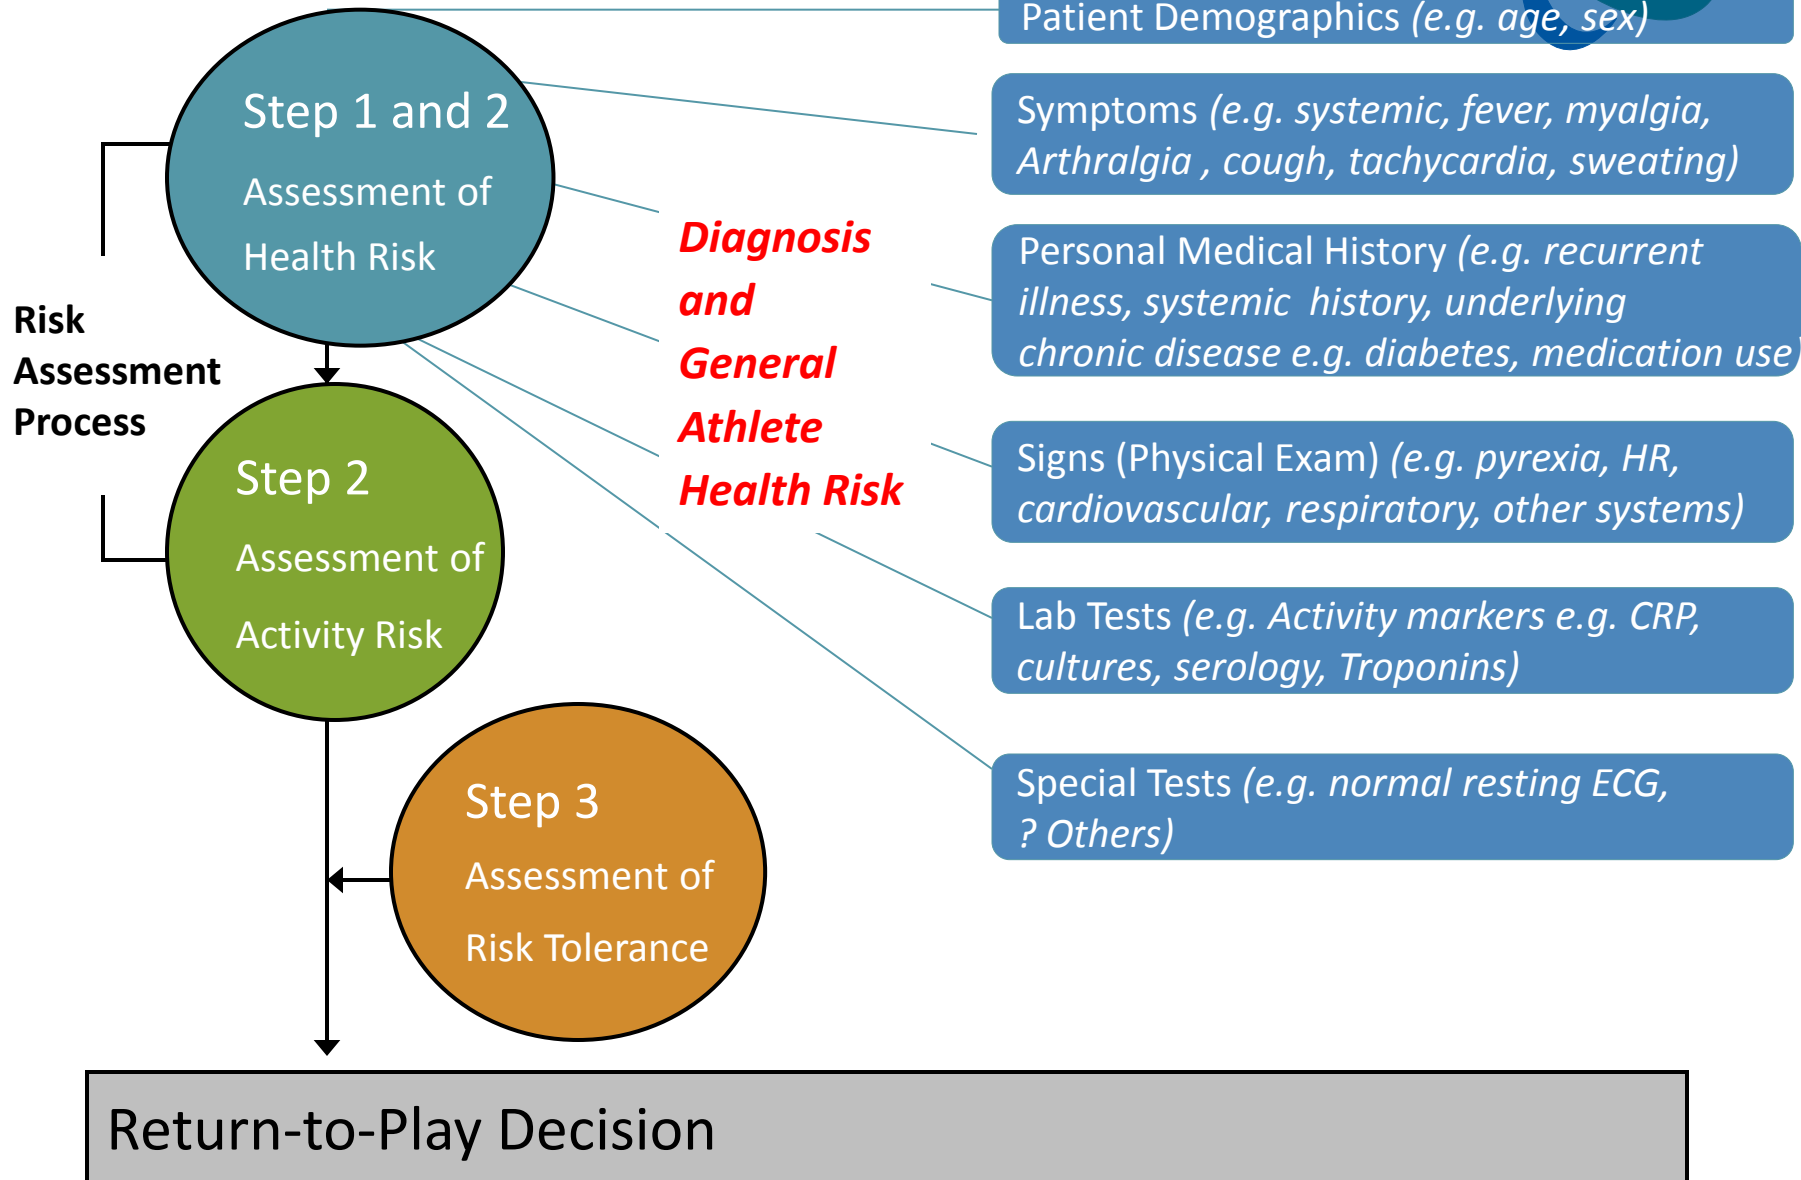 Patient Demographics (e.g. age, sex)
Step 1 and 2
Assessment of
Health Risk
Symptoms (e.g. systemic, fever, myalgia,
Arthralgia , cough, tachycardia, sweating)
Diagnosis
and
General
Athlete
Health Risk
Personal Medical History (e.g. recurrent
illness, systemic history, underlying
chronic disease e.g. diabetes, medication use)
Risk
Assessment
Process
Signs (Physical Exam) (e.g. pyrexia, HR,
cardiovascular, respiratory, other systems)
Step 2
Assessment of
Activity Risk
Lab Tests (e.g. Activity markers e.g. CRP,
cultures, serology, Troponins)
Special Tests (e.g. normal resting ECG,
? Others)
Step 3
Assessment of
Risk Tolerance
Return-to-Play Decision